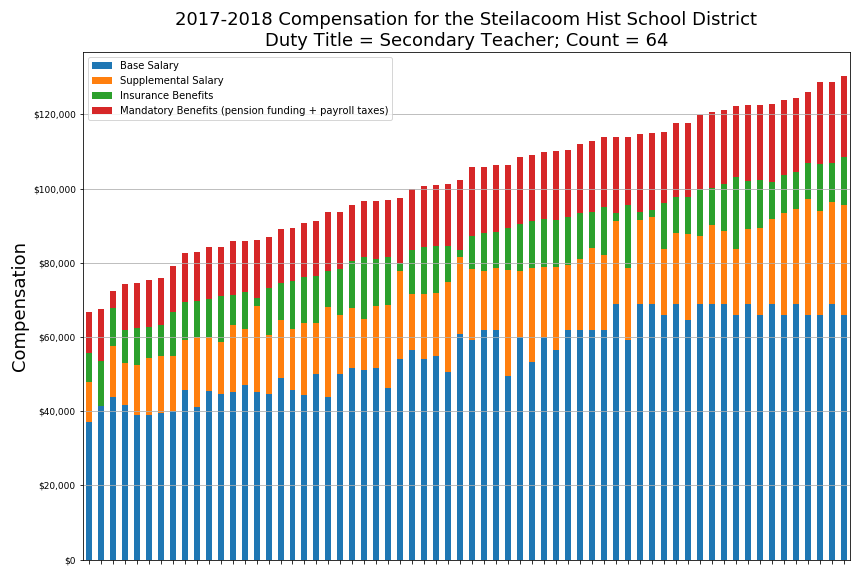 2017-2018 Compensation for the Steilacoom Hist School District
Duty Title = Secondary Teacher; Count = 64
Base Salary
Supplemental Salary
Insurance Benefits
Mandatory Benefits (pension funding + payroll taxes)
$120,000
$100,000
$80,000
$60,000
$40,000
$20,000
$0
Compensation